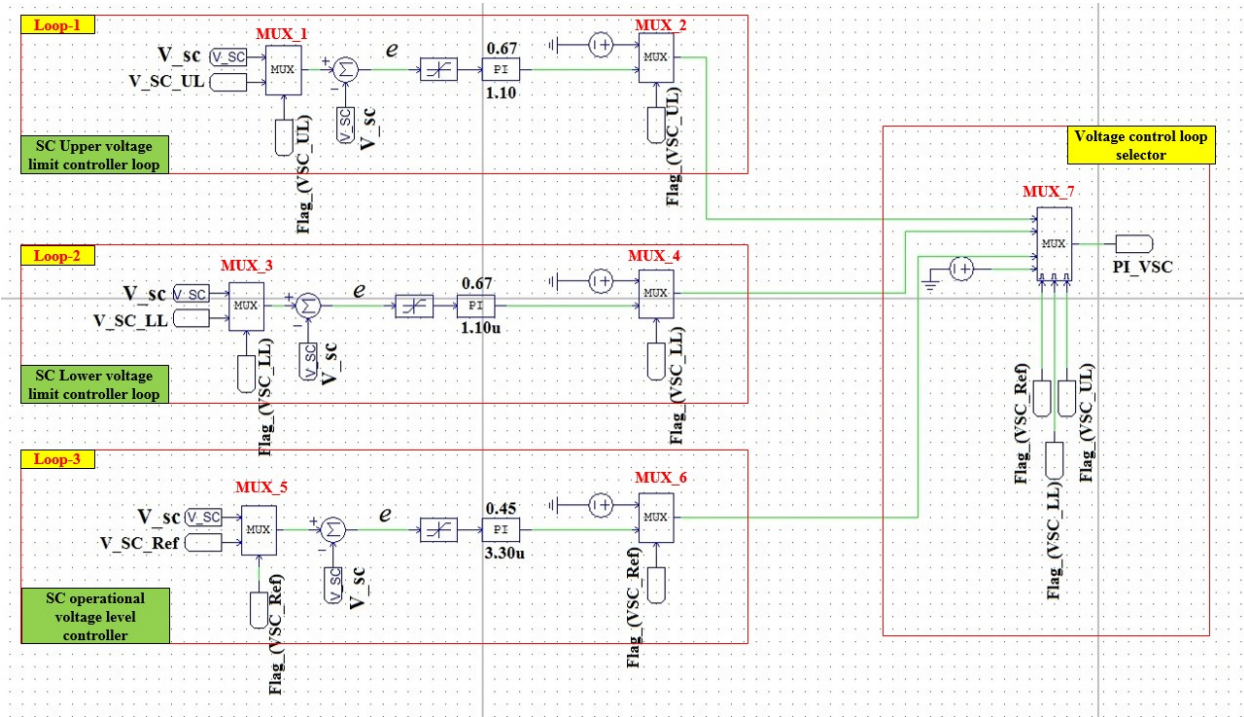 Loop-1
MUX_1
V_sc
V_SC
V_SC_UL
MUX
Flag_(VSC_UL)
+
Σ
−
V_SC
V_sc
e
0.67
PI
1.10
MUX_2
+
MUX
Flag_(VSC_UL)
SC Upper voltage
limit controller loop
Loop-2
MUX_3
V_sc
V_SC
V_SC_LL
MUX
Flag_(VSC_LL)
+
Σ
−
V_SC
V_sc
e
0.67
PI
1.10u
MUX_4
+
MUX
Flag_(VSC_LL)
SC Lower voltage
limit controller loop
Loop-3
MUX_5
V_sc
V_SC
V_SC_Ref
MUX
Flag_(VSC_Ref)
+
Σ
−
V_SC
V_sc
e
0.45
PI
3.30u
MUX_6
+
MUX
Flag_(VSC_Ref)
SC operational
voltage level
controller
Voltage control loop
selector
MUX_7
MUX
+
PI_VSC
Flag_(VSC_Ref)
Flag_(VSC_LL)
Flag_(VSC_UL)